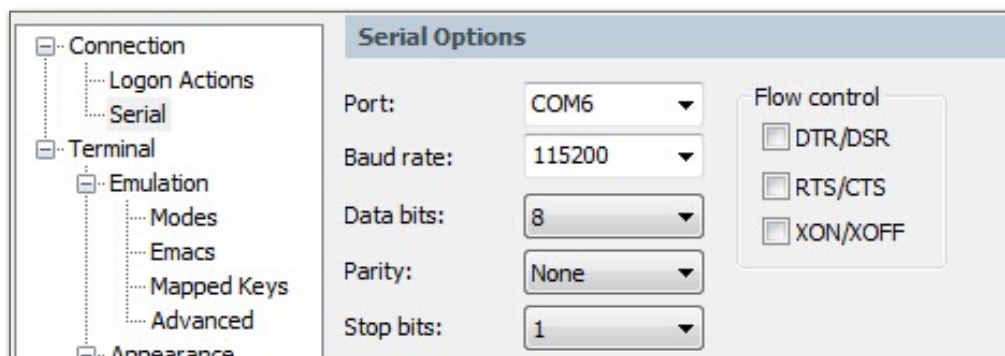 Connection
Logon Actions
Serial
Terminal
Emulation
Modes
Emacs
Mapped Keys
Advanced
Appearance
Serial Options
Port: COM6
Baud rate: 115200
Data bits: 8
Parity: None
Stop bits: 1
Flow control
DTR/DSR
RTS/CTS
XON/XOFF